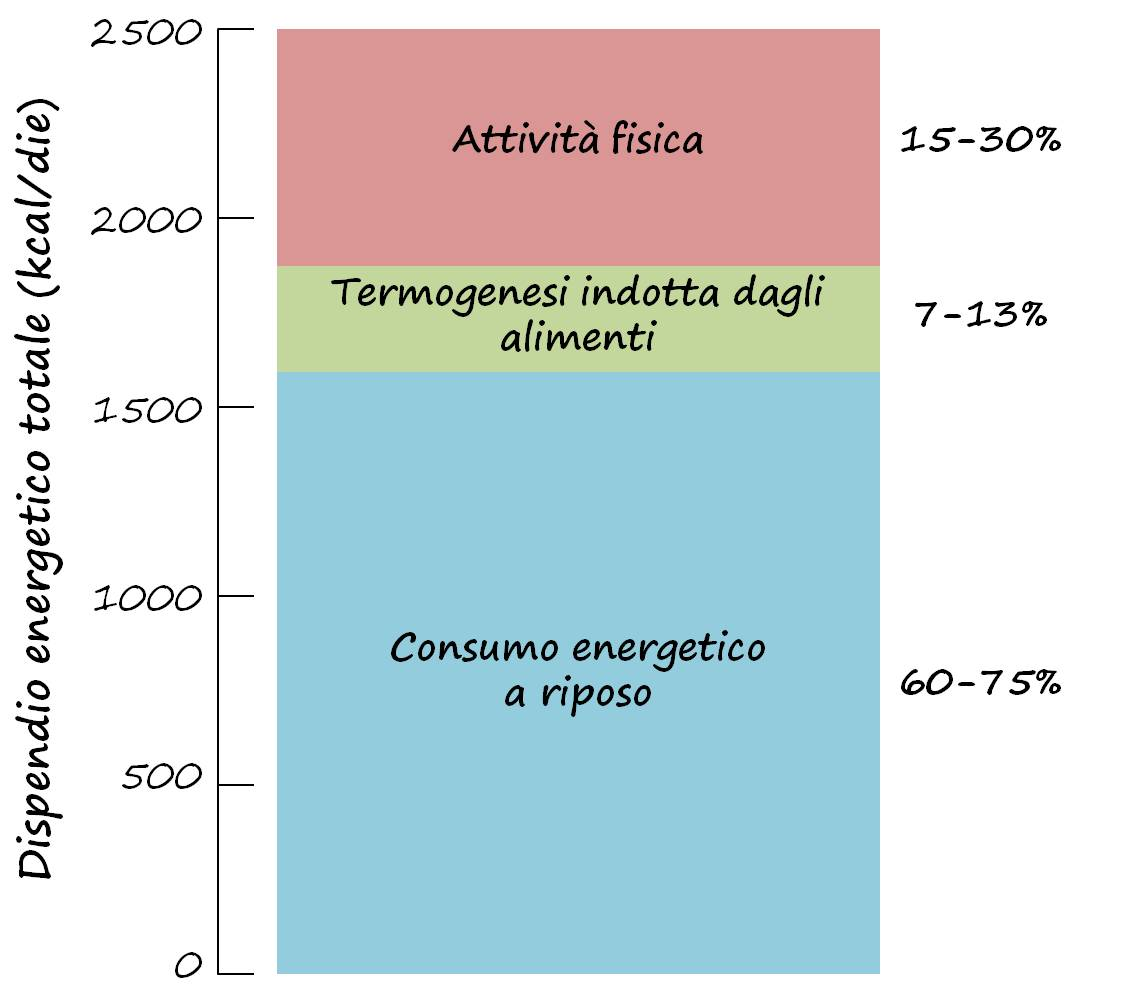 Dispendio energetico totale (kcal/die)
2500
2000
1500
1000
500
0
Attività fisica
15-30%
Termogenesi indotta dagli
alimenti
7-13%
Consumo energetico
a riposo
60-75%